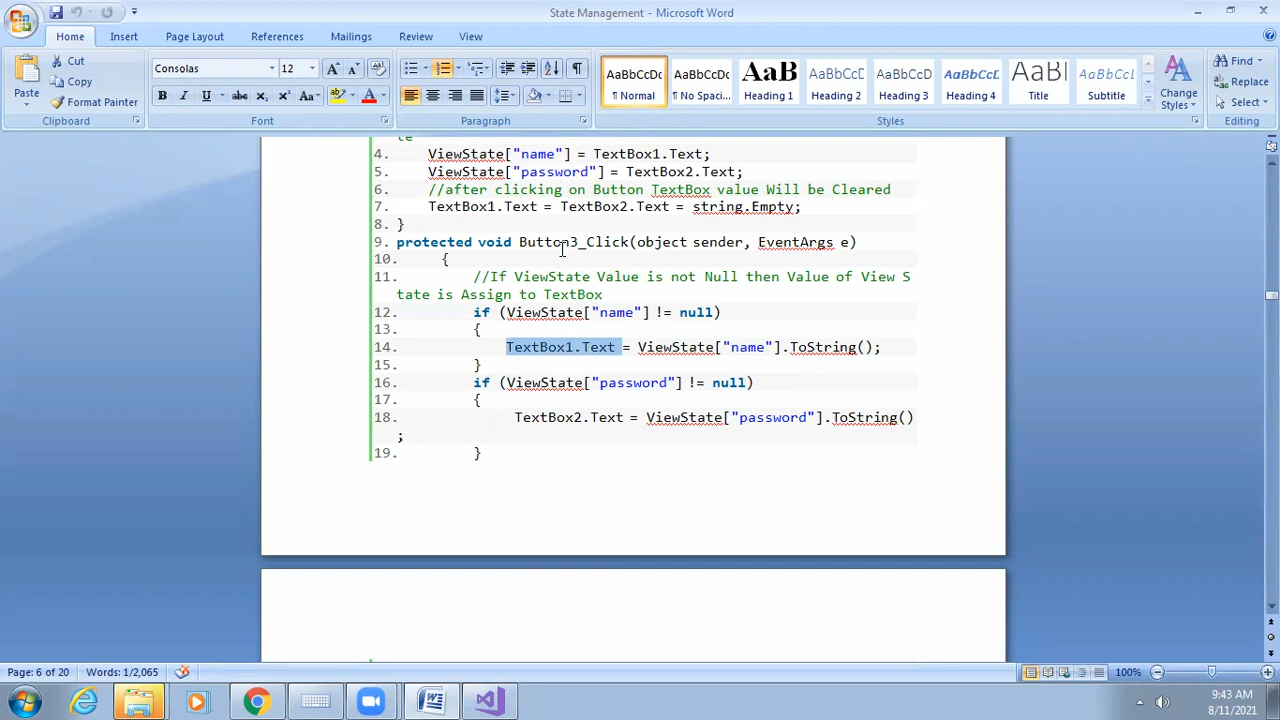 State Management - Microsoft Word
Home Insert Page Layout References Mailings Review View
Paste
Cut
Copy
Format Painter
Clipboard
Consolas 12
Font
Paragraph
AaBbCcDc AaBbCcDc AaB AaBbCcD AaBbCcD AaBbCcD AaB AaBbCcD
¶ Normal ¶ No Spaci... Heading 1 Heading 2 Heading 3 Heading 4 Title Subtitle
Change Styles
Styles
Find
Replace
Select
Editing
te
4. ViewState["name"] = TextBox1.Text;
5. ViewState["password"] = TextBox2.Text;
6. //after clicking on Button TextBox value Will be Cleared
7. TextBox1.Text = TextBox2.Text = string.Empty;
8. }
9. protected void Button3_Click(object sender, EventArgs e)
10. {
11. //If ViewState Value is not Null then Value of View S
tate is Assign to TextBox
12. if (ViewState["name"] != null)
13. {
14. TextBox1.Text = ViewState["name"].ToString();
15. }
16. if (ViewState["password"] != null)
17. {
18. TextBox2.Text = ViewState["password"].ToString()
;
19. }
Page: 6 of 20 Words: 1/2,065 100%
9:43 AM
8/11/2021